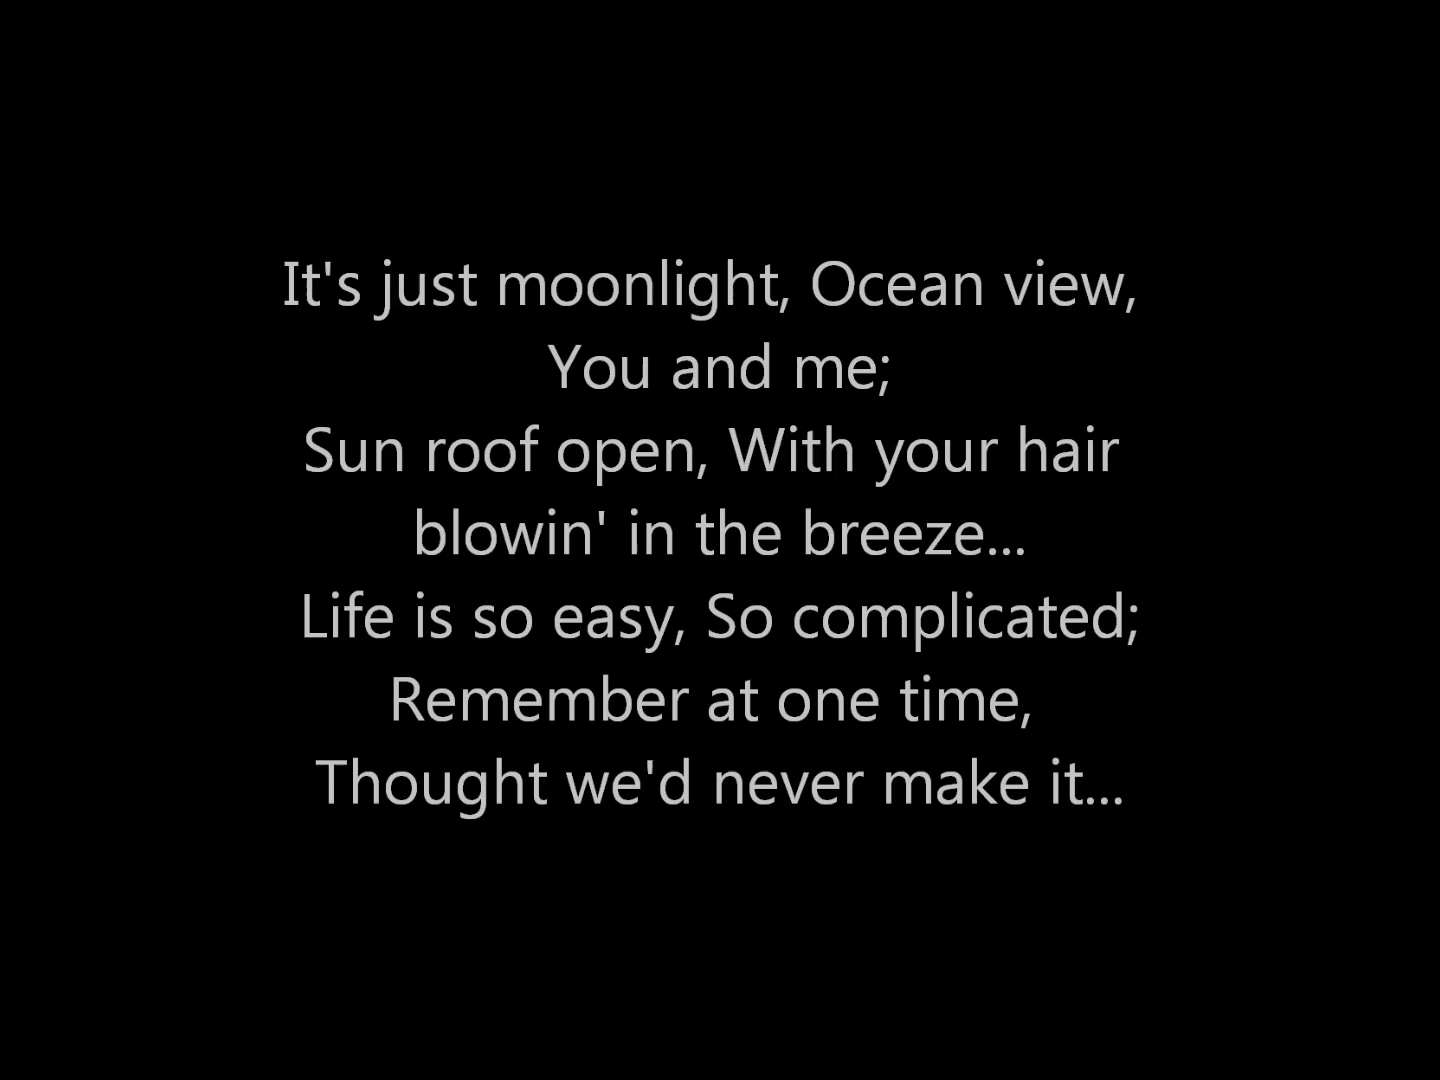 It's just moonlight, Ocean view,
You and me;
Sun roof open, With your hair
blowin' in the breeze...
Life is so easy, So complicated;
Remember at one time,
Thought we'd never make it...